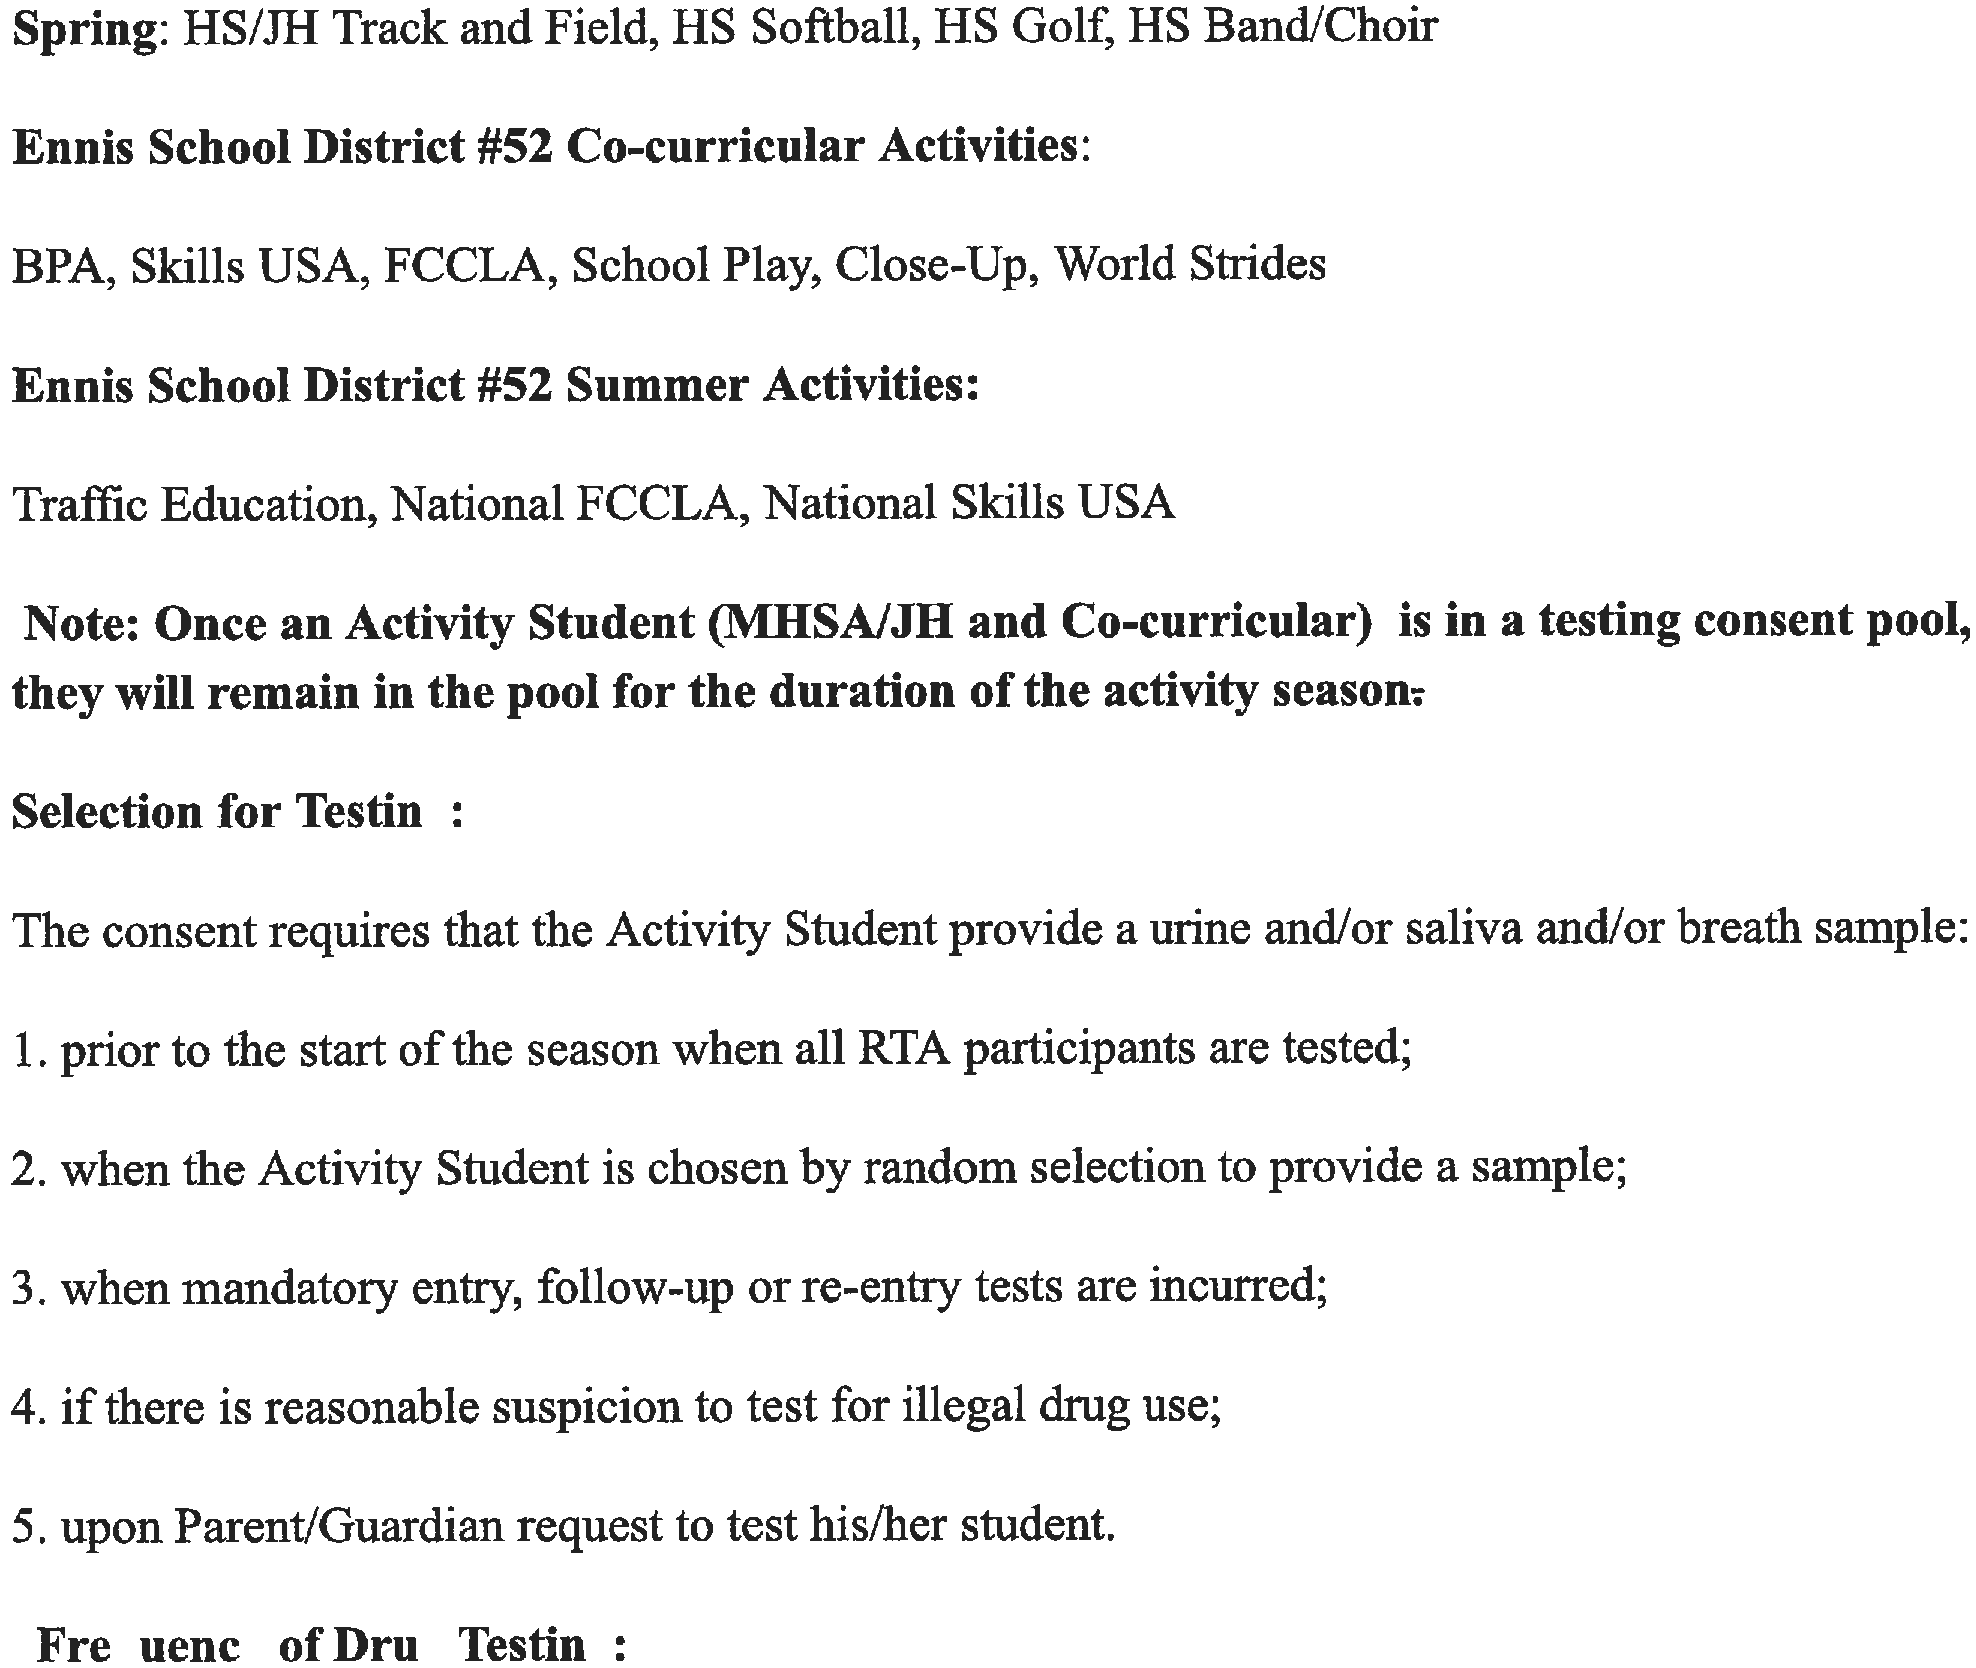 Spring: HS/JH Track and Field, HS Softball, HS Golf, HS Band/Choir
Ennis School District #52 Co-curricular Activities:
BPA, Skills USA, FCCLA, School Play, Close-Up, World Strides
Ennis School District #52 Summer Activities:
Traffic Education, National FCCLA, National Skills USA
Note: Once an Activity Student (MHSA/JH and Co-curricular) is in a testing consent pool,
they will remain in the pool for the duration of the activity season.
Selection for Testin :
The consent requires that the Activity Student provide a urine and/or saliva and/or breath sample:
1. prior to the start of the season when all RTA participants are tested;
2. when the Activity Student is chosen by random selection to provide a sample;
3. when mandatory entry, follow-up or re-entry tests are incurred;
4. if there is reasonable suspicion to test for illegal drug use;
5. upon Parent/Guardian request to test his/her student.
Fre uenc of Dru Testin :